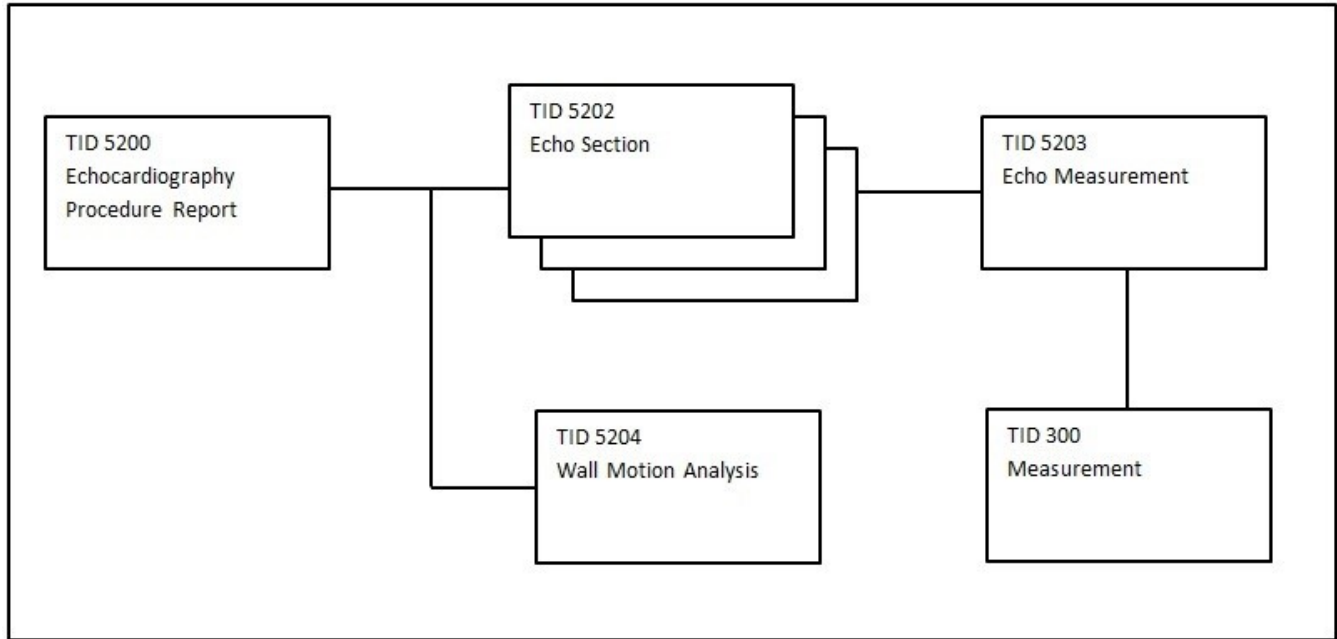 TID 5200
Echocardiography
Procedure Report
TID 5202
Echo Section
TID 5203
Echo Measurement
TID 5204
Wall Motion Analysis
TID 300
Measurement